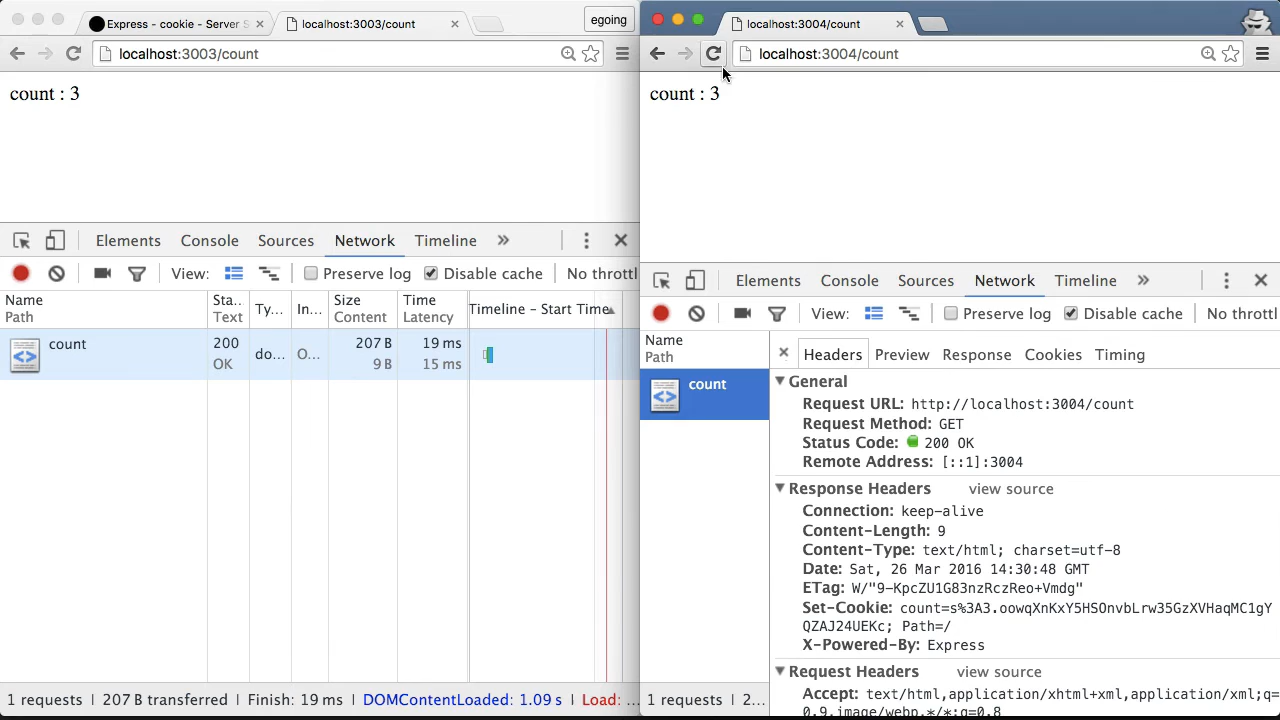 Express - cookie - Server S
localhost:3003/count
egoing
localhost:3003/count
count : 3
Elements Console Sources Network Timeline »
View: Preserve log Disable cache No throttl
Name Path
Sta... Text
Ty...
In...
Size Content
Time Latency
Timeline – Start Time
count
200 OK
do...
O...
207 B
9 B
19 ms
15 ms
1 requests | 207 B transferred | Finish: 19 ms | DOMContentLoaded: 1.09 s | Load: ...
localhost:3004/count
localhost:3004/count
count : 3
Elements Console Sources Network Timeline »
View: Preserve log Disable cache No throttl
Name
Path
count
× Headers Preview Response Cookies Timing
General
Request URL: http://localhost:3004/count
Request Method: GET
Status Code: 200 OK
Remote Address: [::1]:3004
Response Headers view source
Connection: keep-alive
Content-Length: 9
Content-Type: text/html; charset=utf-8
Date: Sat, 26 Mar 2016 14:30:48 GMT
ETag: W/"9-KpcZU1G83nzRczReo+Vmdg"
Set-Cookie: count=s%3A3.oowqXnKxY5HSOnvbLrw35GzXVHaqMC1gY
QZAJ24UEKc; Path=/
X-Powered-By: Express
Request Headers view source
Accept: text/html,application/xhtml+xml,application/xml;q=
0.9,image/webp,*/*;q=0.8
1 requests | 2...